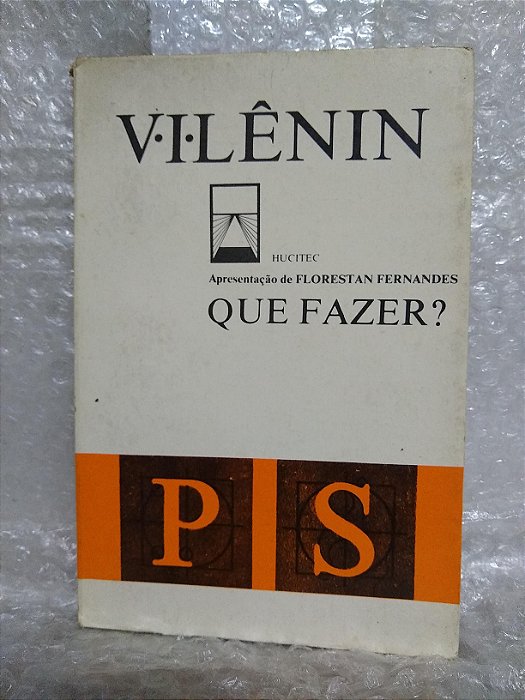 V·I·LÊNIN
HUCITEC
Apresentação de FLORESTAN FERNANDES
QUE FAZER?
P S